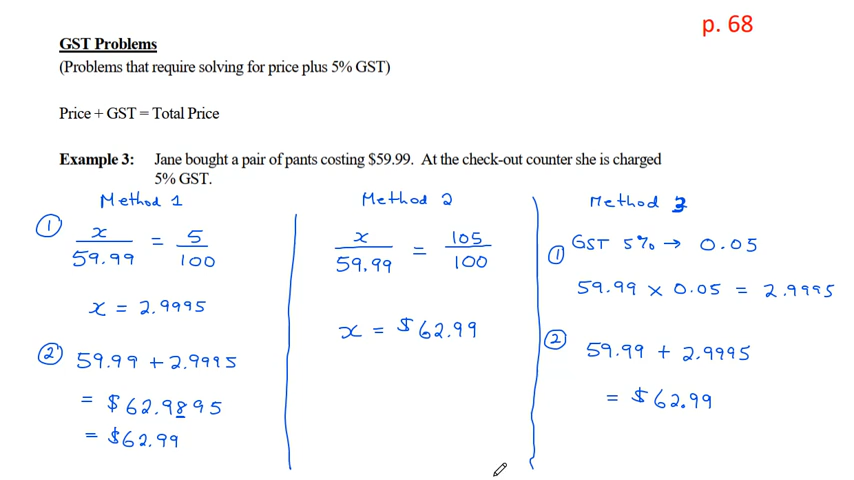 p. 68
GST Problems
(Problems that require solving for price plus 5% GST)
Price + GST = Total Price
Example 3: Jane bought a pair of pants costing $59.99. At the check-out counter she is charged
5% GST.
Method 1
① x/59.99 = 5/100
x = 2.9995
② 59.99 + 2.9995
= $62.9895
= $62.99
Method 2
x/59.99 = 105/100
x = $62.99
Method 3
① GST 5% → 0.05
59.99 x 0.05 = 2.9995
② 59.99 + 2.9995
= $62.99